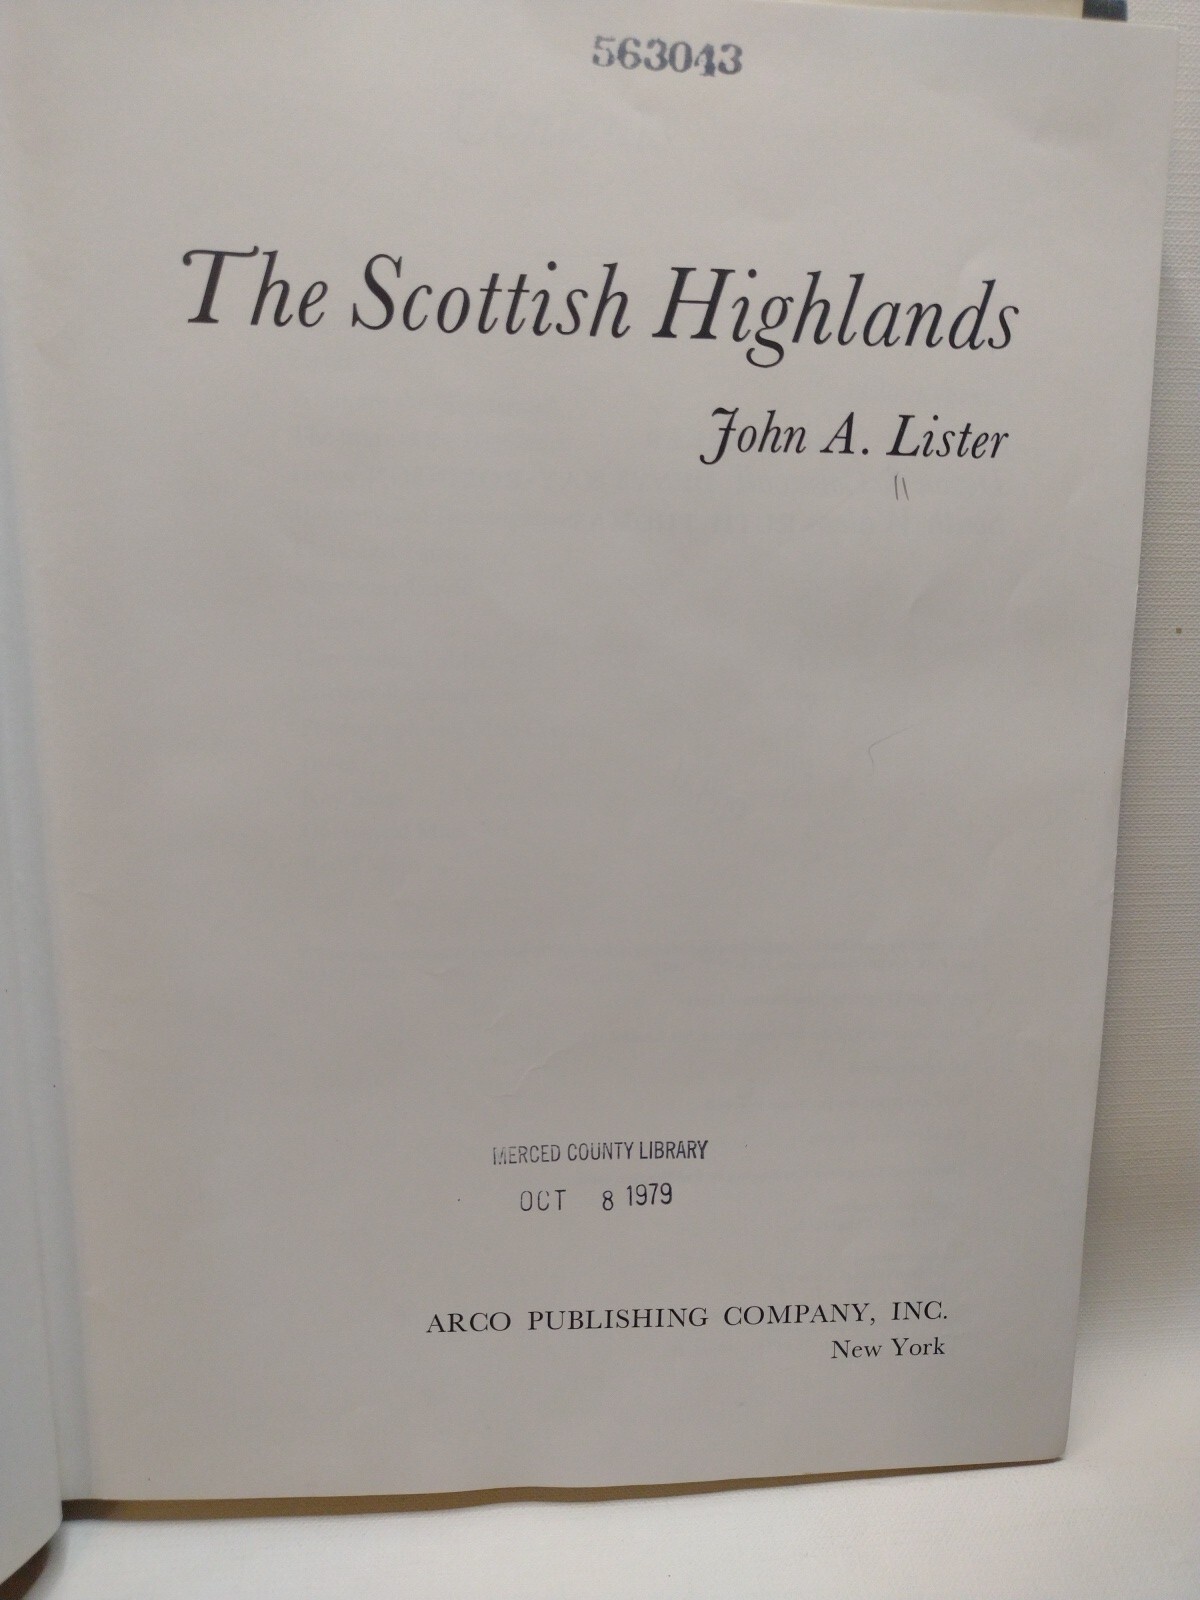 563043
The Scottish Highlands
John A. Lister
MERCED COUNTY LIBRARY
OCT 8 1979
ARCO PUBLISHING COMPANY, INC.
New York